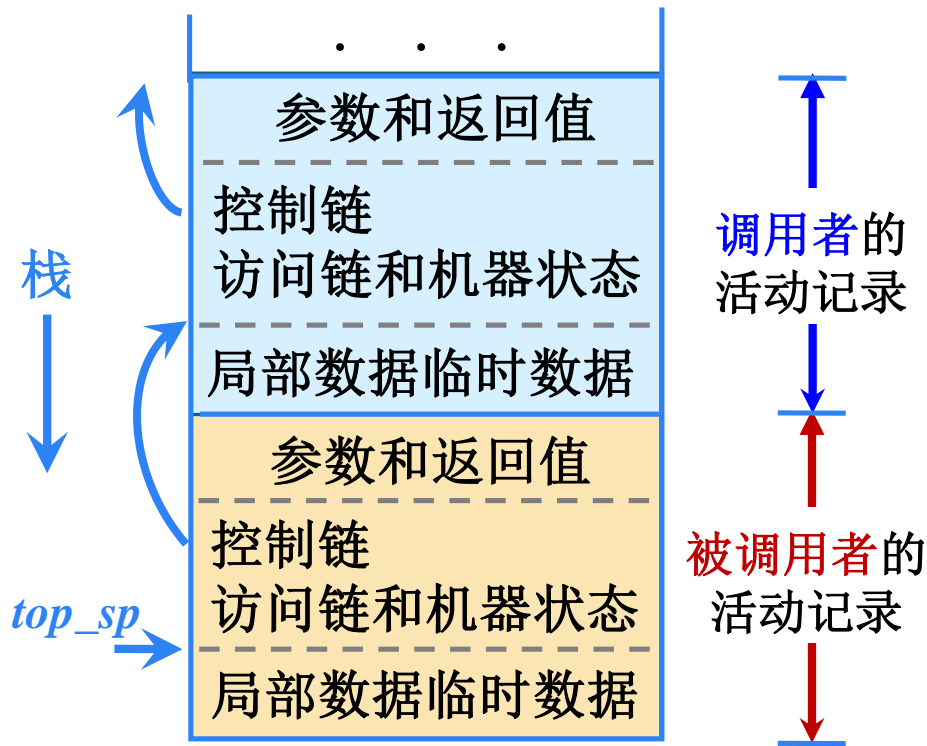 . . .
参数和返回值
控制链
访问链和机器状态
局部数据临时数据
参数和返回值
控制链
访问链和机器状态
局部数据临时数据
栈
top_sp
调用者的
活动记录
被调用者的
活动记录